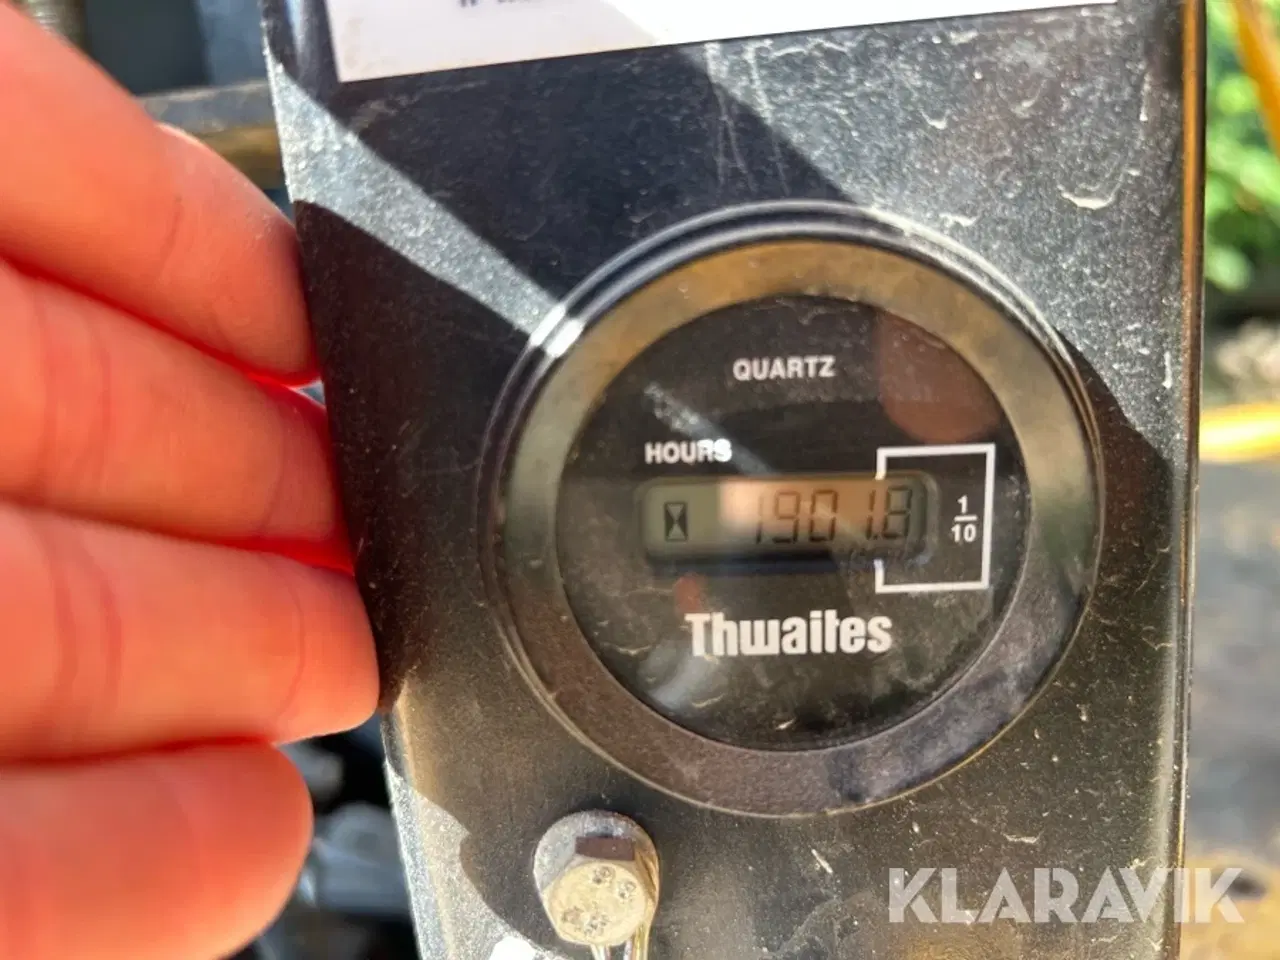 QUARTZ
HOURS
1901.8
1/10
Thwaites
KLARAVIK